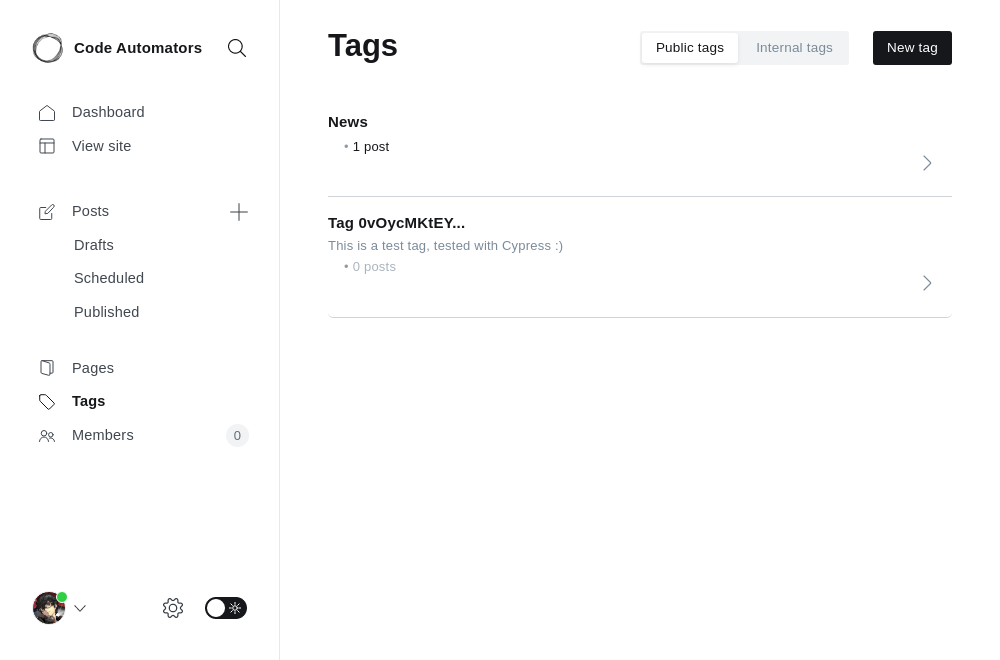 Code Automators
Dashboard
View site
Posts
Drafts
Scheduled
Published
Pages
Tags
Members
0
Tags
Public tags
Internal tags
New tag
News
• 1 post
Tag 0vOycMKtEY...
This is a test tag, tested with Cypress :)
• 0 posts